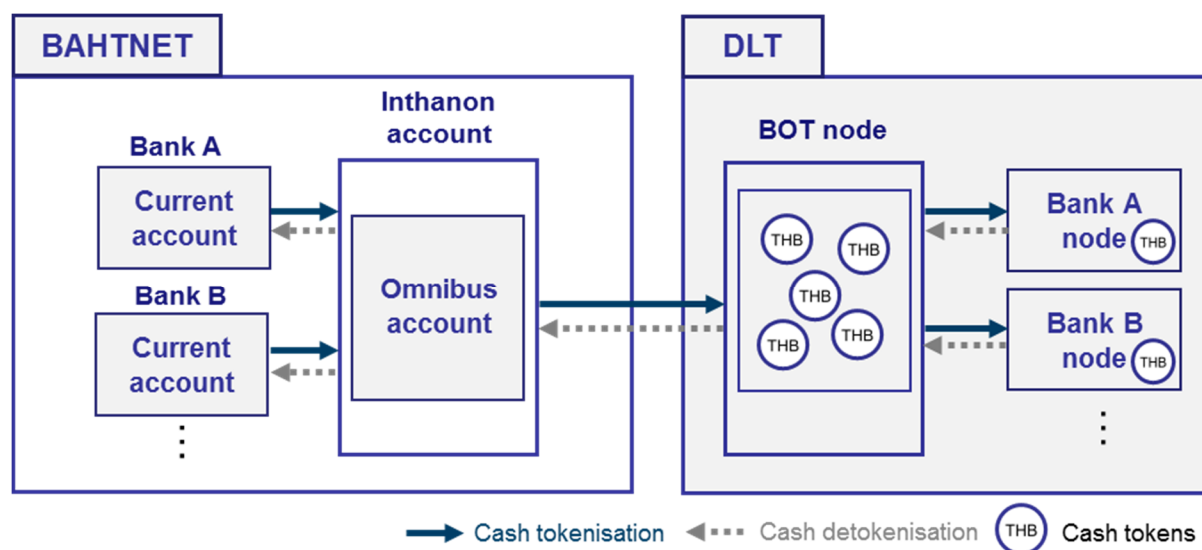 BAHTNET
Inthanon
account
Bank A
Current
account
Bank B
Current
account
Omnibus
account
DLT
BOT node
THB
THB
THB
THB
THB
Bank A
node
THB
Bank B
node
THB
Cash tokenisation
Cash detokenisation
THB
Cash tokens